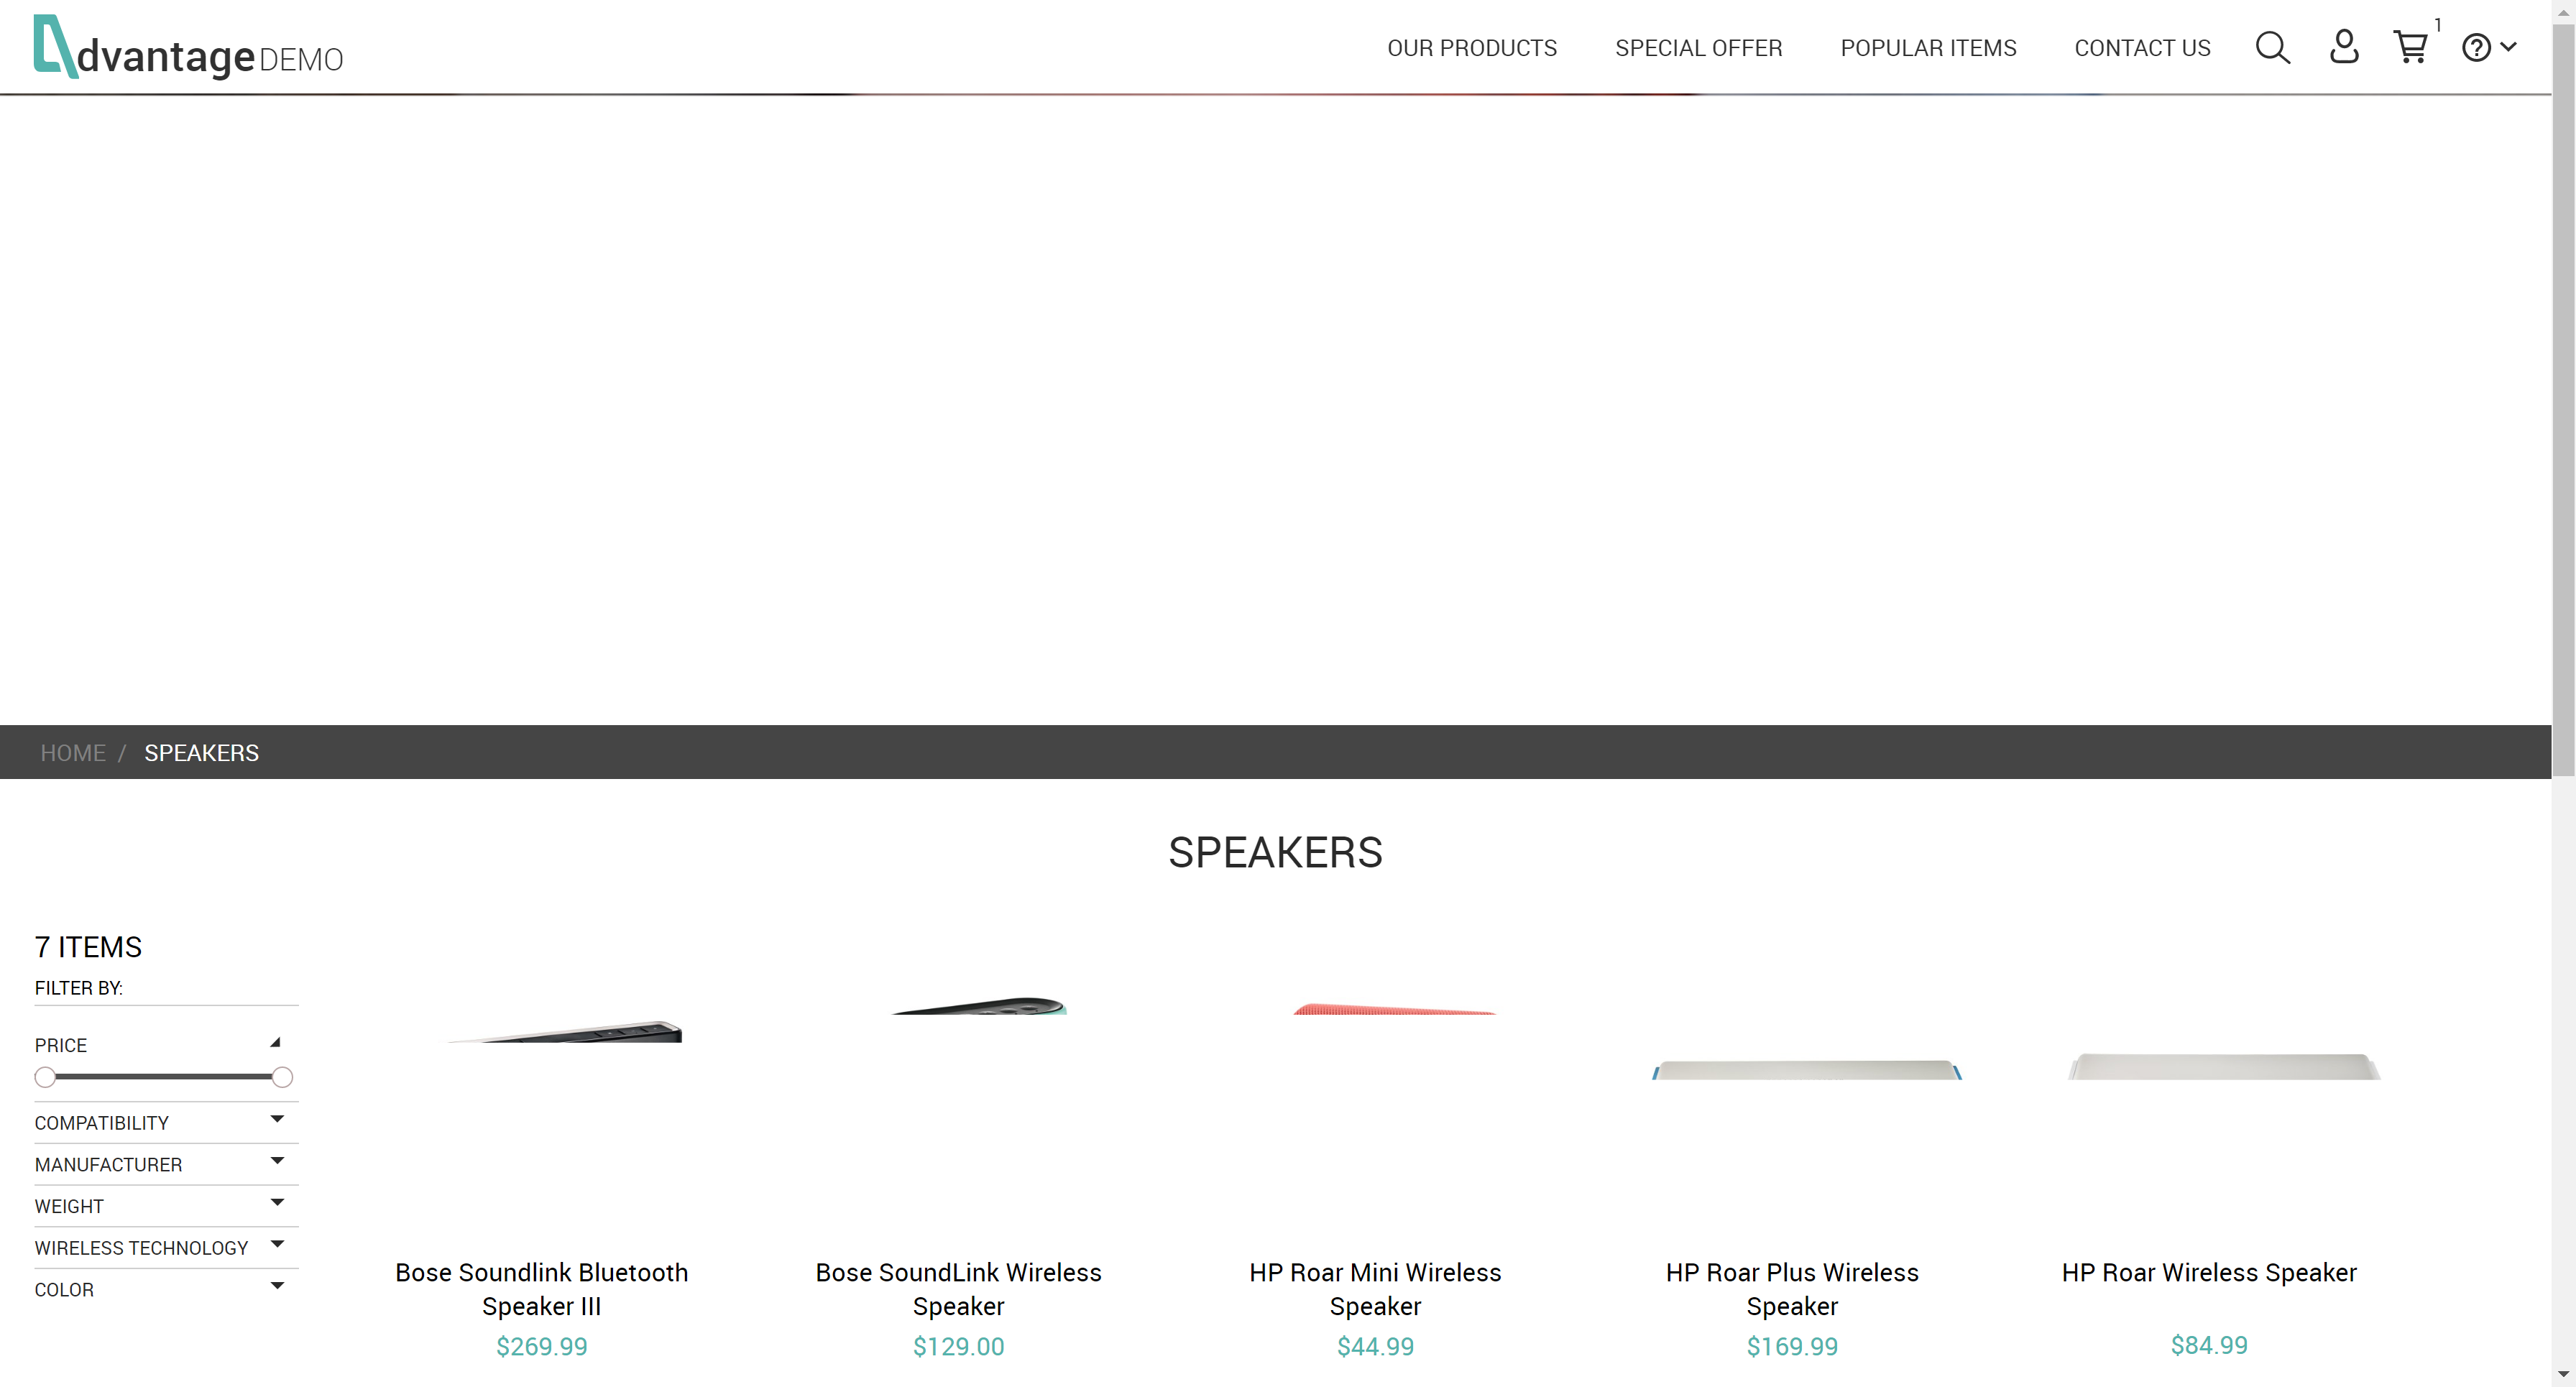 dvantage DEMO
OUR PRODUCTS
SPECIAL OFFER
POPULAR ITEMS
CONTACT US
1
HOME / SPEAKERS
SPEAKERS
7 ITEMS
FILTER BY:
PRICE
COMPATIBILITY
MANUFACTURER
WEIGHT
WIRELESS TECHNOLOGY
COLOR
Bose Soundlink Bluetooth
Speaker III
$269.99
Bose SoundLink Wireless
Speaker
$129.00
HP Roar Mini Wireless
Speaker
$44.99
HP Roar Plus Wireless
Speaker
$169.99
HP Roar Wireless Speaker
$84.99